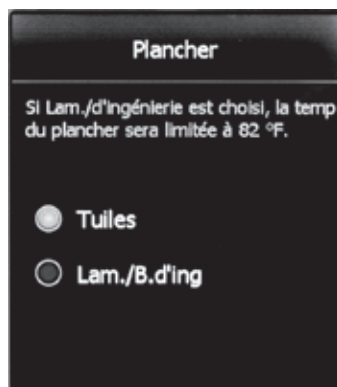 Plancher
Si Lam./d'ingénierie est choisi, la temp
du plancher sera limitée à 82 °F.
Tuiles
Lam./B.d'ing